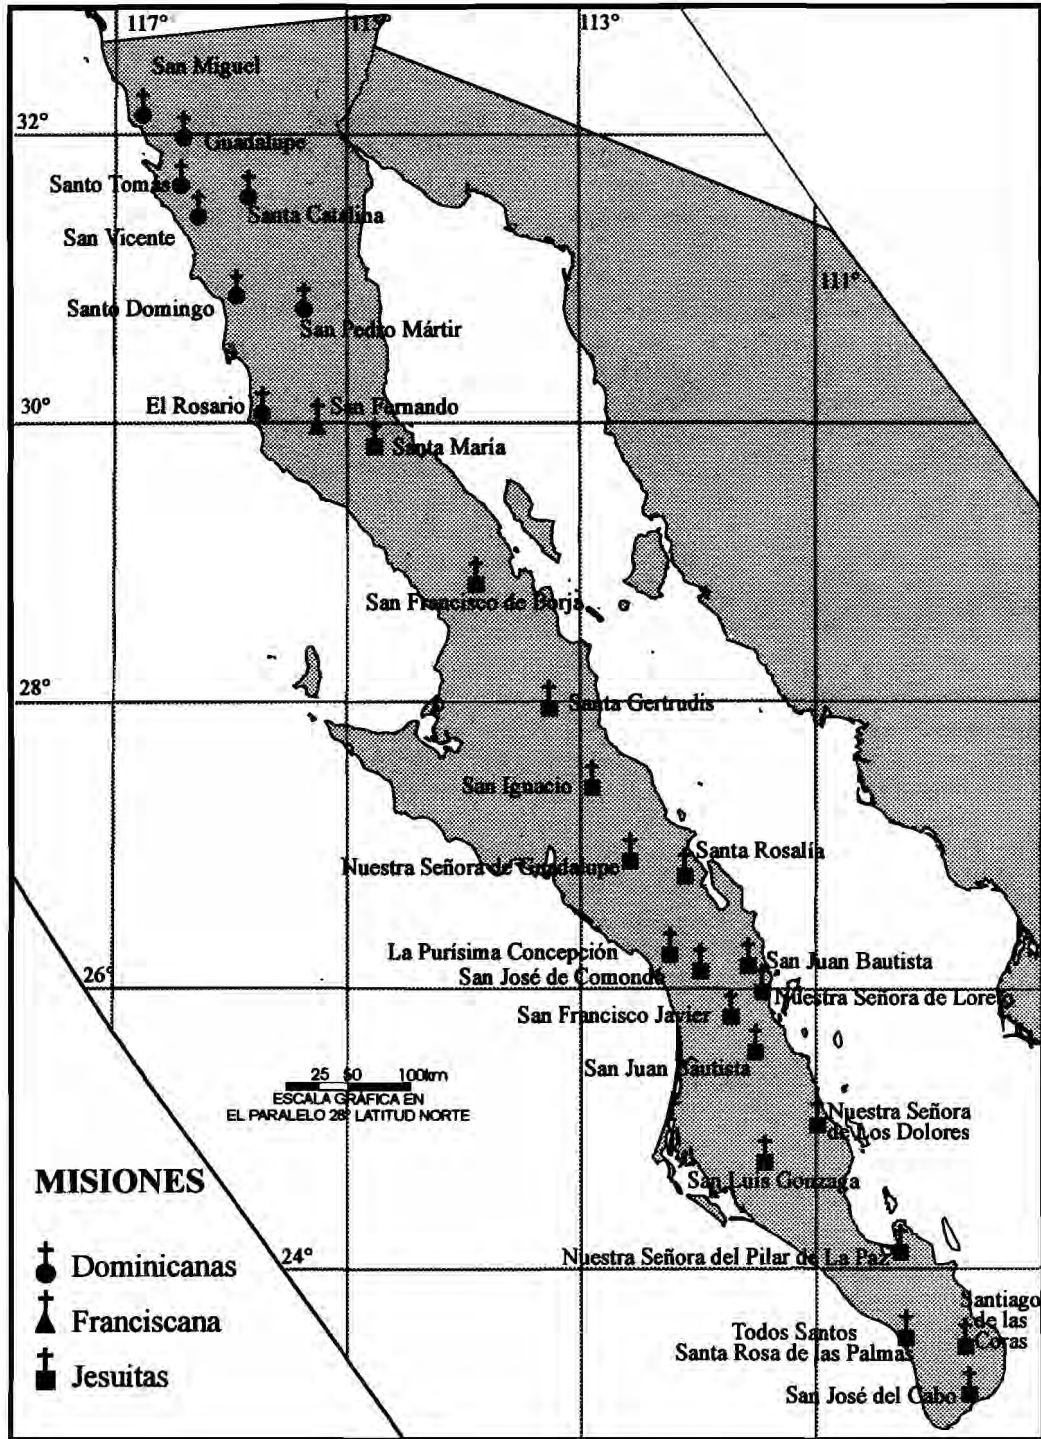 117°
115°
113°
San Miguel
32°
Guadalupe
Santo Tomás
Santa Catalina
San Vicente
111°
Santo Domingo
San Pedro Mártir
El Rosario
San Fernando
30°
Santa María
San Francisco de Borja
28°
Santa Gertrudis
San Ignacio
Santa Rosalía
Nuestra Señora de Guadalupe
La Purísima Concepción
San Juan Bautista
San José de Comondú
26°
Nuestra Señora de Loreto
San Francisco Javier
San Juan Bautista
25 50 100km
ESCALA GRÁFICA EN
EL PARALELO 28° LATITUD NORTE
Nuestra Señora
de Los Dolores
San Luis Gonzaga
MISIONES
Dominicanas
Franciscana
Jesuitas
24°
Nuestra Señora del Pilar de La Paz
Santiago
de las
Coras
Todos Santos
Santa Rosa de las Palmas
San José del Cabo